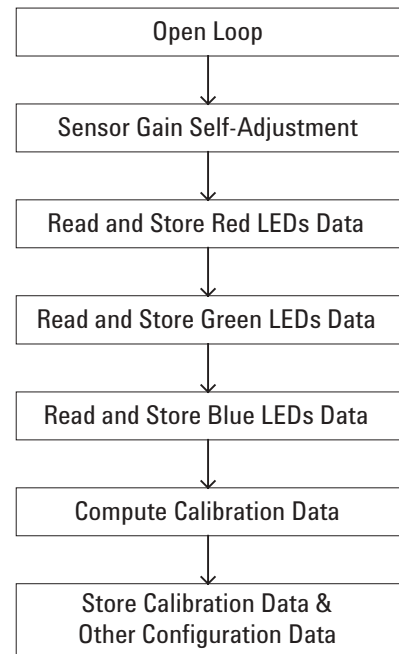 Open Loop
Sensor Gain Self-Adjustment
Read and Store Red LEDs Data
Read and Store Green LEDs Data
Read and Store Blue LEDs Data
Compute Calibration Data
Store Calibration Data &
Other Configuration Data